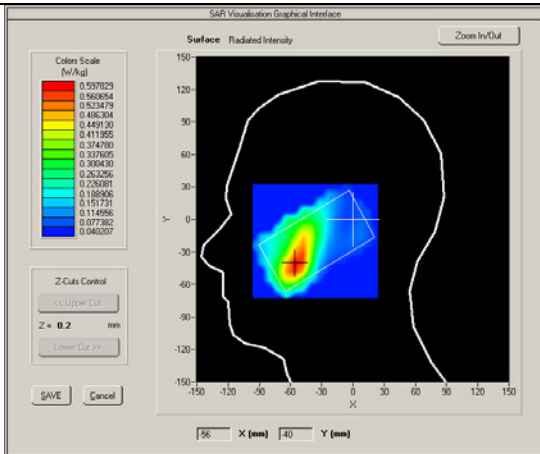 SAR Visualisation Graphical Interface
Surface Radiated Intensity
Zoom In/Out
Colors Scale
(W/kg)
0.597829
0.560654
0.523479
0.486304
0.449130
0.411955
0.374780
0.337605
0.300430
0.263256
0.226081
0.188906
0.151731
0.114556
0.077382
0.040207
Z-Cuts Control
<< Upper Cut
Z = 0.2 mm
Lower Cut >>
SAVE Cancel
150
120
90
60
30
0
-30
-60
-90
-120
-150
Y
-150 -120 -90 -60 -30 0 30 60 90 120 150
X
-56 X (mm) -40 Y (mm)